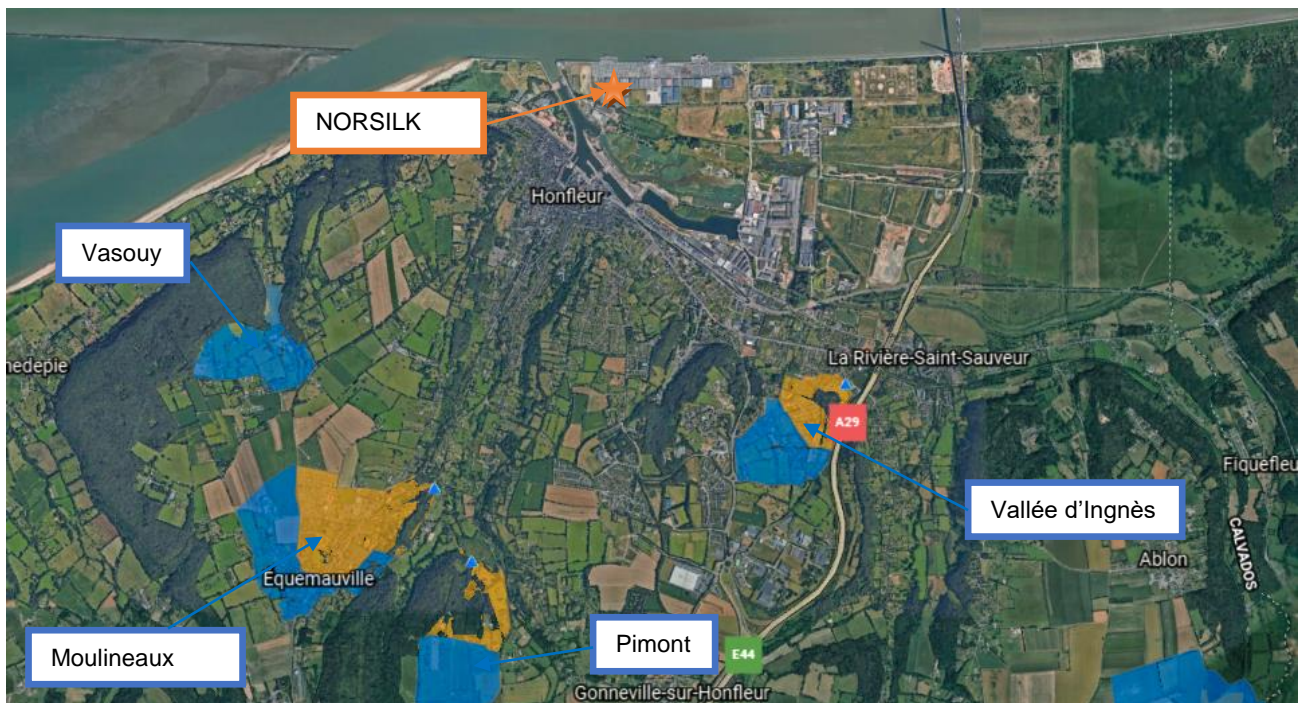 NORSILK
Honfleur
Vasouy
nedepie
La Rivière-Saint-Sauveur
A29
Fiquefleu
Vallée d'Ingnès
Équemauville
Ablon
CALVADOS
Moulineaux
Pimont
E44
Gonneville-sur-Honfleur